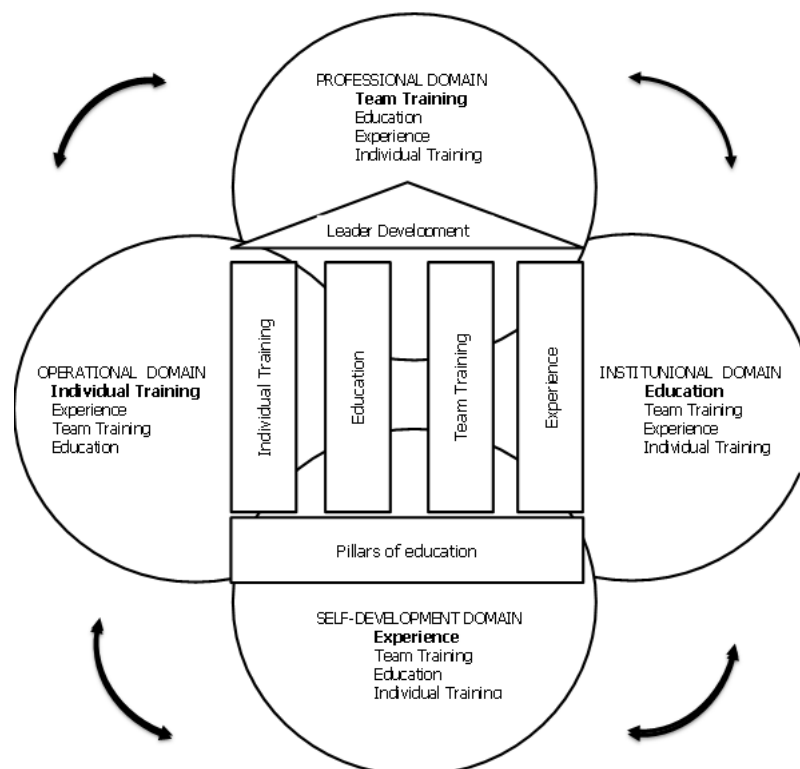 PROFESSIONAL DOMAIN
Team Training
Education
Experience
Individual Training
Leader Development
OPERATIONAL DOMAIN
Individual Training
Experience
Team Training
Education
Individual Training
Education
Team Training
Experience
INSTITUNIONAL DOMAIN
Education
Team Training
Experience
Individual Training
Pillars of education
SELF-DEVELOPMENT DOMAIN
Experience
Team Training
Education
Individual Training